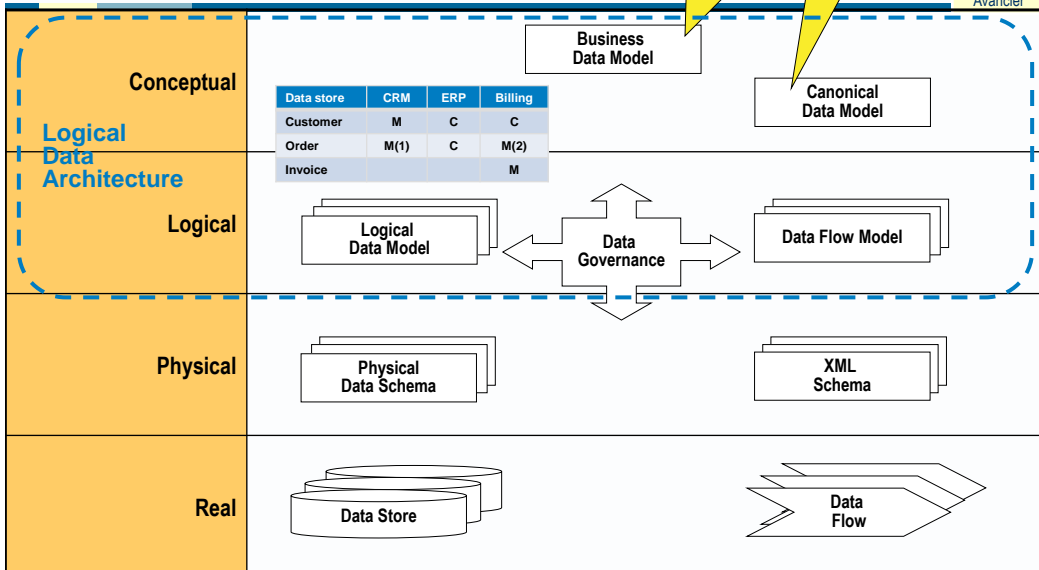 Avancier
Conceptual
Business
Data Model
Canonical
Data Model
Data store CRM ERP Billing
Customer M C C
Order M(1) C M(2)
Invoice M
Logical
Data
Architecture
Logical
Logical
Data Model
Data
Governance
Data Flow Model
Physical
Physical
Data Schema
XML
Schema
Real
Data Store
Data
Flow